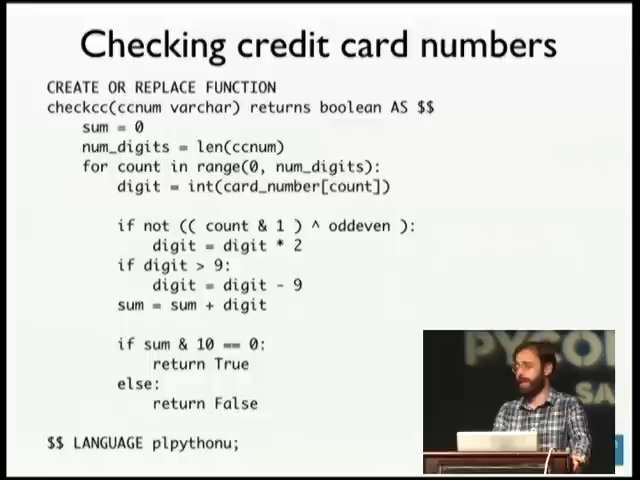 Checking credit card numbers
CREATE OR REPLACE FUNCTION
checkcc(ccnum varchar) returns boolean AS $$
sum = 0
num_digits = len(ccnum)
for count in range(0, num_digits):
digit = int(card_number[count])
if not (( count & 1 ) ^ oddeven ):
digit = digit * 2
if digit > 9:
digit = digit - 9
sum = sum + digit
if sum & 10 == 0:
return True
else:
return False
$$ LANGUAGE plpythonu;
PYCO
SA